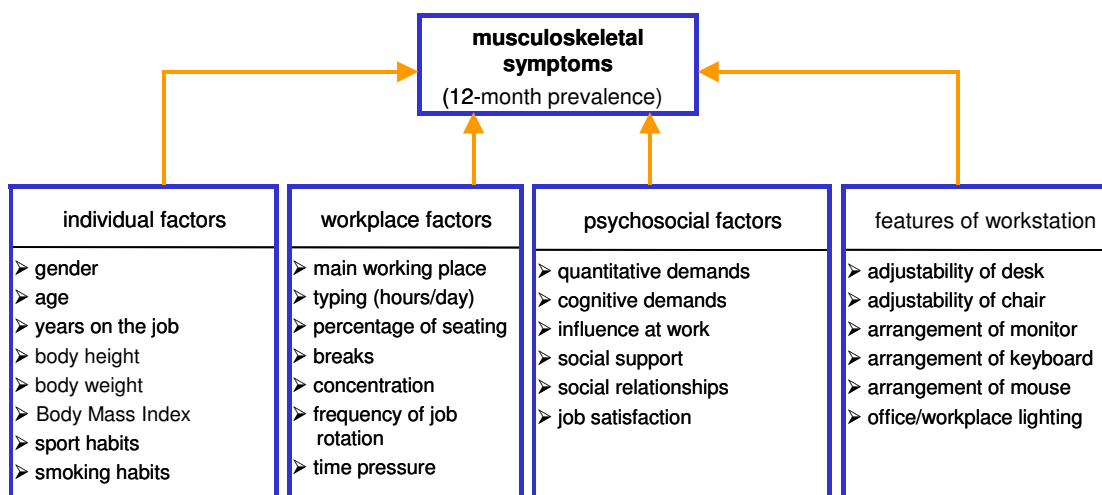 musculoskeletal
symptoms
(12-month prevalence)
individual factors
➢ gender
➢ age
➢ years on the job
➢ body height
➢ body weight
➢ Body Mass Index
➢ sport habits
➢ smoking habits
workplace factors
➢ main working place
➢ typing (hours/day)
➢ percentage of seating
➢ breaks
➢ concentration
➢ frequency of job
rotation
➢ time pressure
psychosocial factors
➢ quantitative demands
➢ cognitive demands
➢ influence at work
➢ social support
➢ social relationships
➢ job satisfaction
features of workstation
➢ adjustability of desk
➢ adjustability of chair
➢ arrangement of monitor
➢ arrangement of keyboard
➢ arrangement of mouse
➢ office/workplace lighting